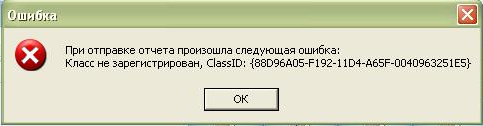 Ошибка
При отправке отчета произошла следующая ошибка:
Класс не зарегистрирован, ClassID: {88D96A05-F192-11D4-A65F-0040963251E5}
OK